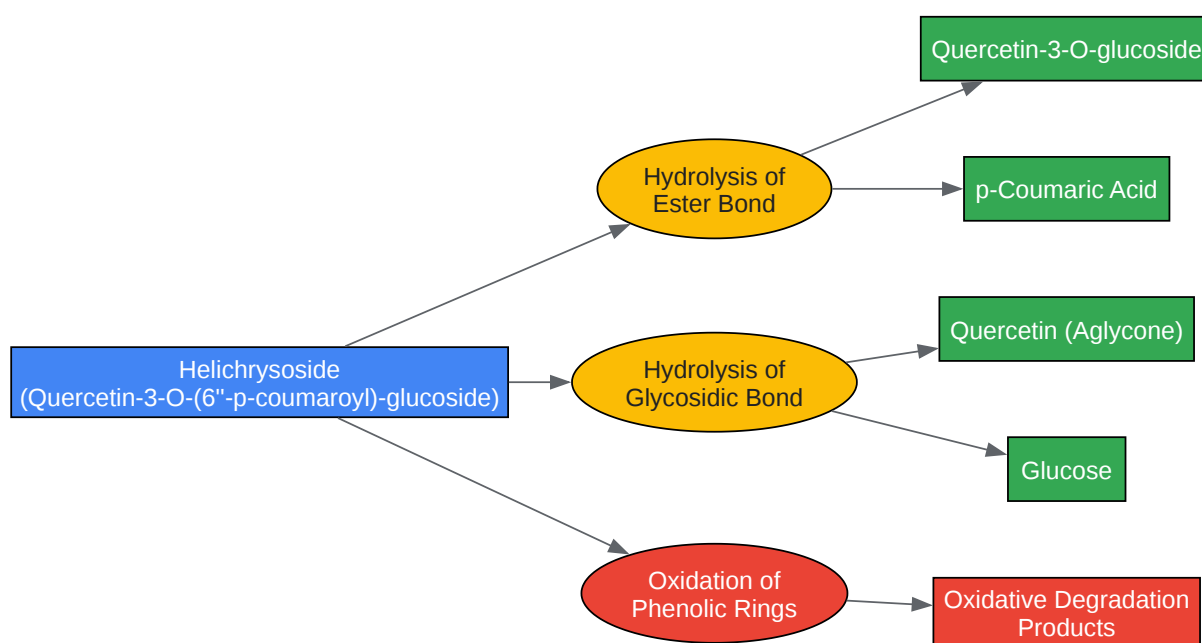 Quercetin-3-O-glucoside
Hydrolysis of
Ester Bond
p-Coumaric Acid
Helichrysoside
(Quercetin-3-O-(6"-p-coumaroyl)-glucoside)
Hydrolysis of
Glycosidic Bond
Quercetin (Aglycone)
Glucose
Oxidation of
Phenolic Rings
Oxidative Degradation
Products